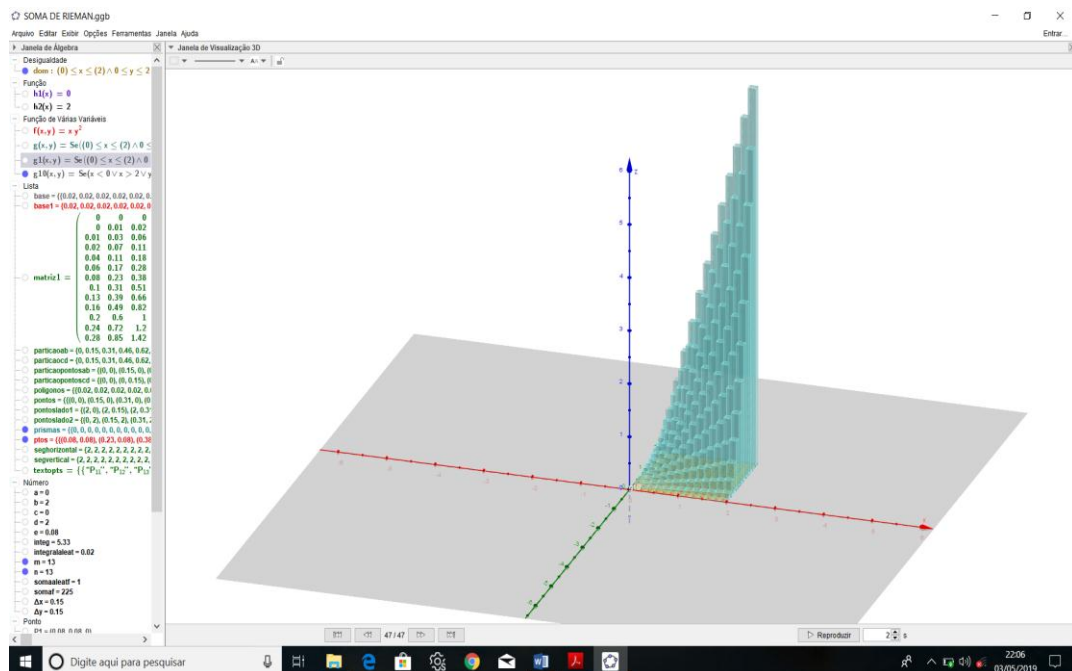 SOMA DE RIEMAN.ggb
Arquivo Editar Exibir Opções Ferramentas Janela Ajuda
Entrar...
Janela de Álgebra
Janela de Visualização 3D
Desigualdade
dom : (0) ≤ x ≤ (2) ∧ 0 ≤ y ≤ 2
Função
h1(x) = 0
h2(x) = 2
Função de Várias Variáveis
f(x,y) = x y²
g(x,y) = Se((0) ≤ x ≤ (2) ∧ 0 ≤
g1(x,y) = Se((0) ≤ x ≤ (2) ∧ 0
g10(x,y) = Se(x < 0 ∨ x > 2 ∨ y
Lista
base = {{0.02, 0.02, 0.02, 0.02, 0.02, 0.
base1 = {0.02, 0.02, 0.02, 0.02, 0.02, 0
matriz1 =
0 0 0
0 0.01 0.02
0.01 0.03 0.06
0.02 0.07 0.11
0.04 0.11 0.18
0.06 0.17 0.28
0.08 0.23 0.38
0.1 0.31 0.51
0.13 0.39 0.66
0.16 0.49 0.82
0.2 0.6 1
0.24 0.72 1.2
0.28 0.85 1.42
particaoab = {0, 0.15, 0.31, 0.46, 0.62,
particaocd = {0, 0.15, 0.31, 0.46, 0.62,
particaopontosab = {(0, 0), (0.15, 0), (0
particaopontoscd = {(0, 0), (0, 0.15), (0
poligonos = {{0.02, 0.02, 0.02, 0.02, 0.0
pontos = {{(0, 0), (0.15, 0), (0.31, 0), (0
pontoslado1 = {(2, 0), (2, 0.15), (2, 0.3
pontoslado2 = {(0, 2), (0.15, 2), (0.31, 2
prismas = {{0, 0, 0, 0, 0, 0, 0, 0, 0, 0,
ptos = {{(0.08, 0.08), (0.23, 0.08), (0.38
seghorizontal = {2, 2, 2, 2, 2, 2, 2, 2, 2,
segvertical = {2, 2, 2, 2, 2, 2, 2, 2, 2,
textopts = {{"P₁₁", "P₁₂", "P₁₃"
Número
a = 0
b = 2
c = 0
d = 2
e = 0.08
integ = 5.33
integralaleat = 0.02
m = 13
n = 13
somaaleatf = 1
somaf = 225
Δx = 0.15
Δy = 0.15
Ponto
P1 = (0.08, 0.08, 0)
6
z
5
4
3
2
1
47 / 47
Reproduzir
2
s
Digite aqui para pesquisar
22:06
03/05/2019